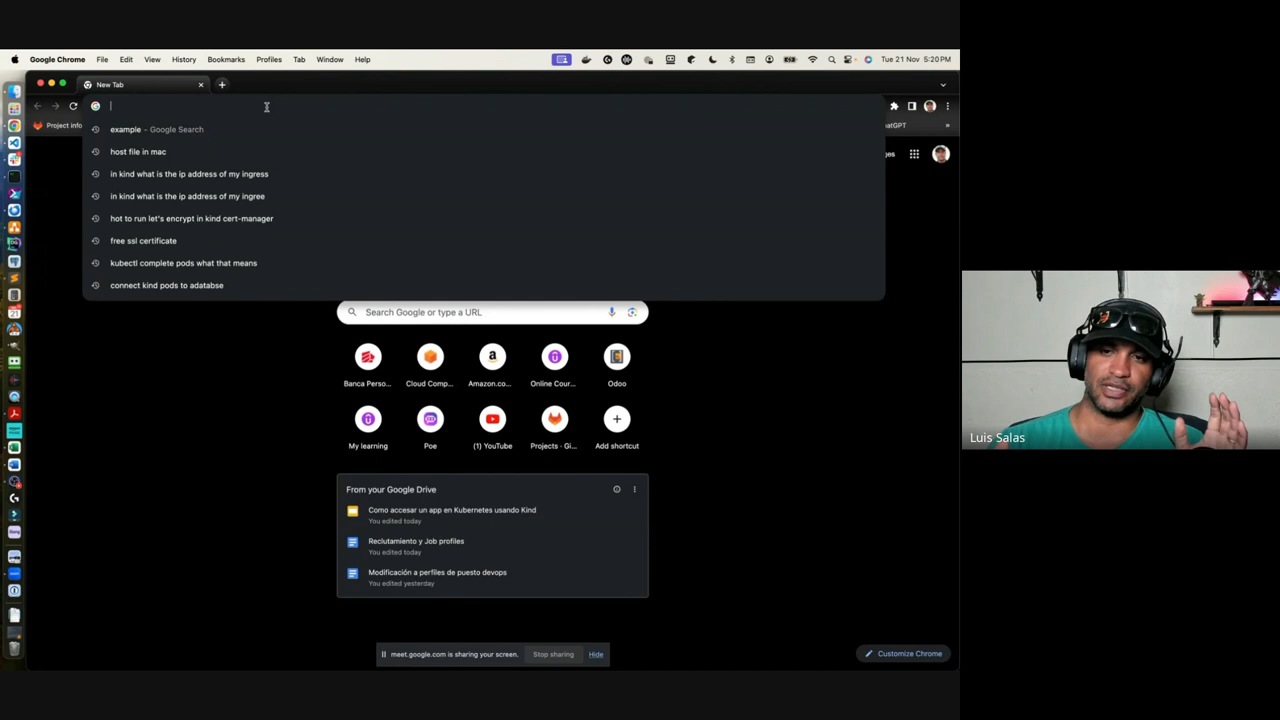 Google Chrome File Edit View History Bookmarks Profiles Tab Window Help Tue 21 Nov 5:20 PM
New Tab
Project info
atGPT
example – Google Search
host file in mac
ges
in kind what is the ip address of my ingress
in kind what is the ip address of my ingree
hot to run let's encrypt in kind cert-manager
free ssl certificate
kubectl complete pods what that means
connect kind pods to adatabse
Search Google or type a URL
Banca Perso... Cloud Comp... Amazon.co... Online Cour... Odoo
My learning Poe (1) YouTube Projects · Gi... Add shortcut
From your Google Drive
Como accesar un app en Kubernetes usando Kind
You edited today
Reclutamiento y Job profiles
You edited today
Modificación a perfiles de puesto devops
You edited yesterday
meet.google.com is sharing your screen. Stop sharing Hide
Customize Chrome
Luis Salas